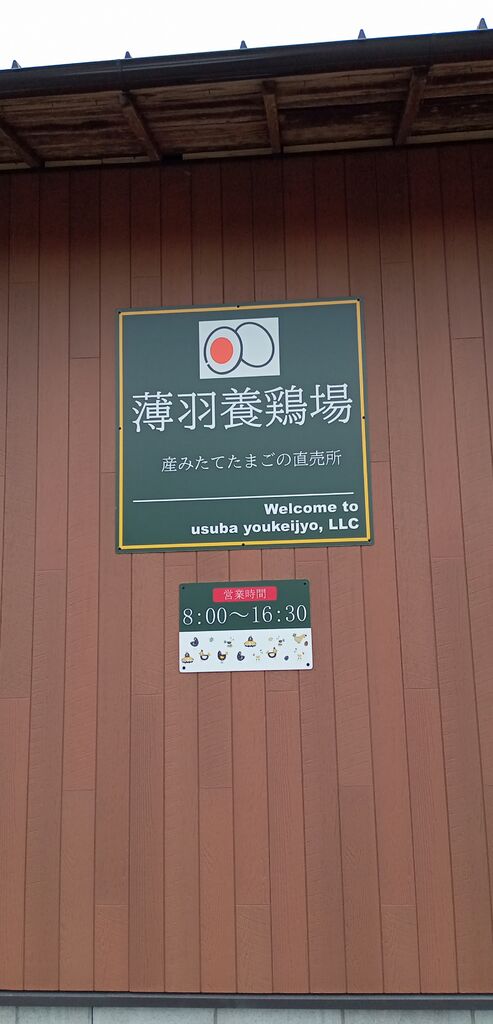 薄羽養鶏場
産みたてたまごの直売所
Welcome to
usuba youkeijyo, LLC
営業時間
8:00〜16:30